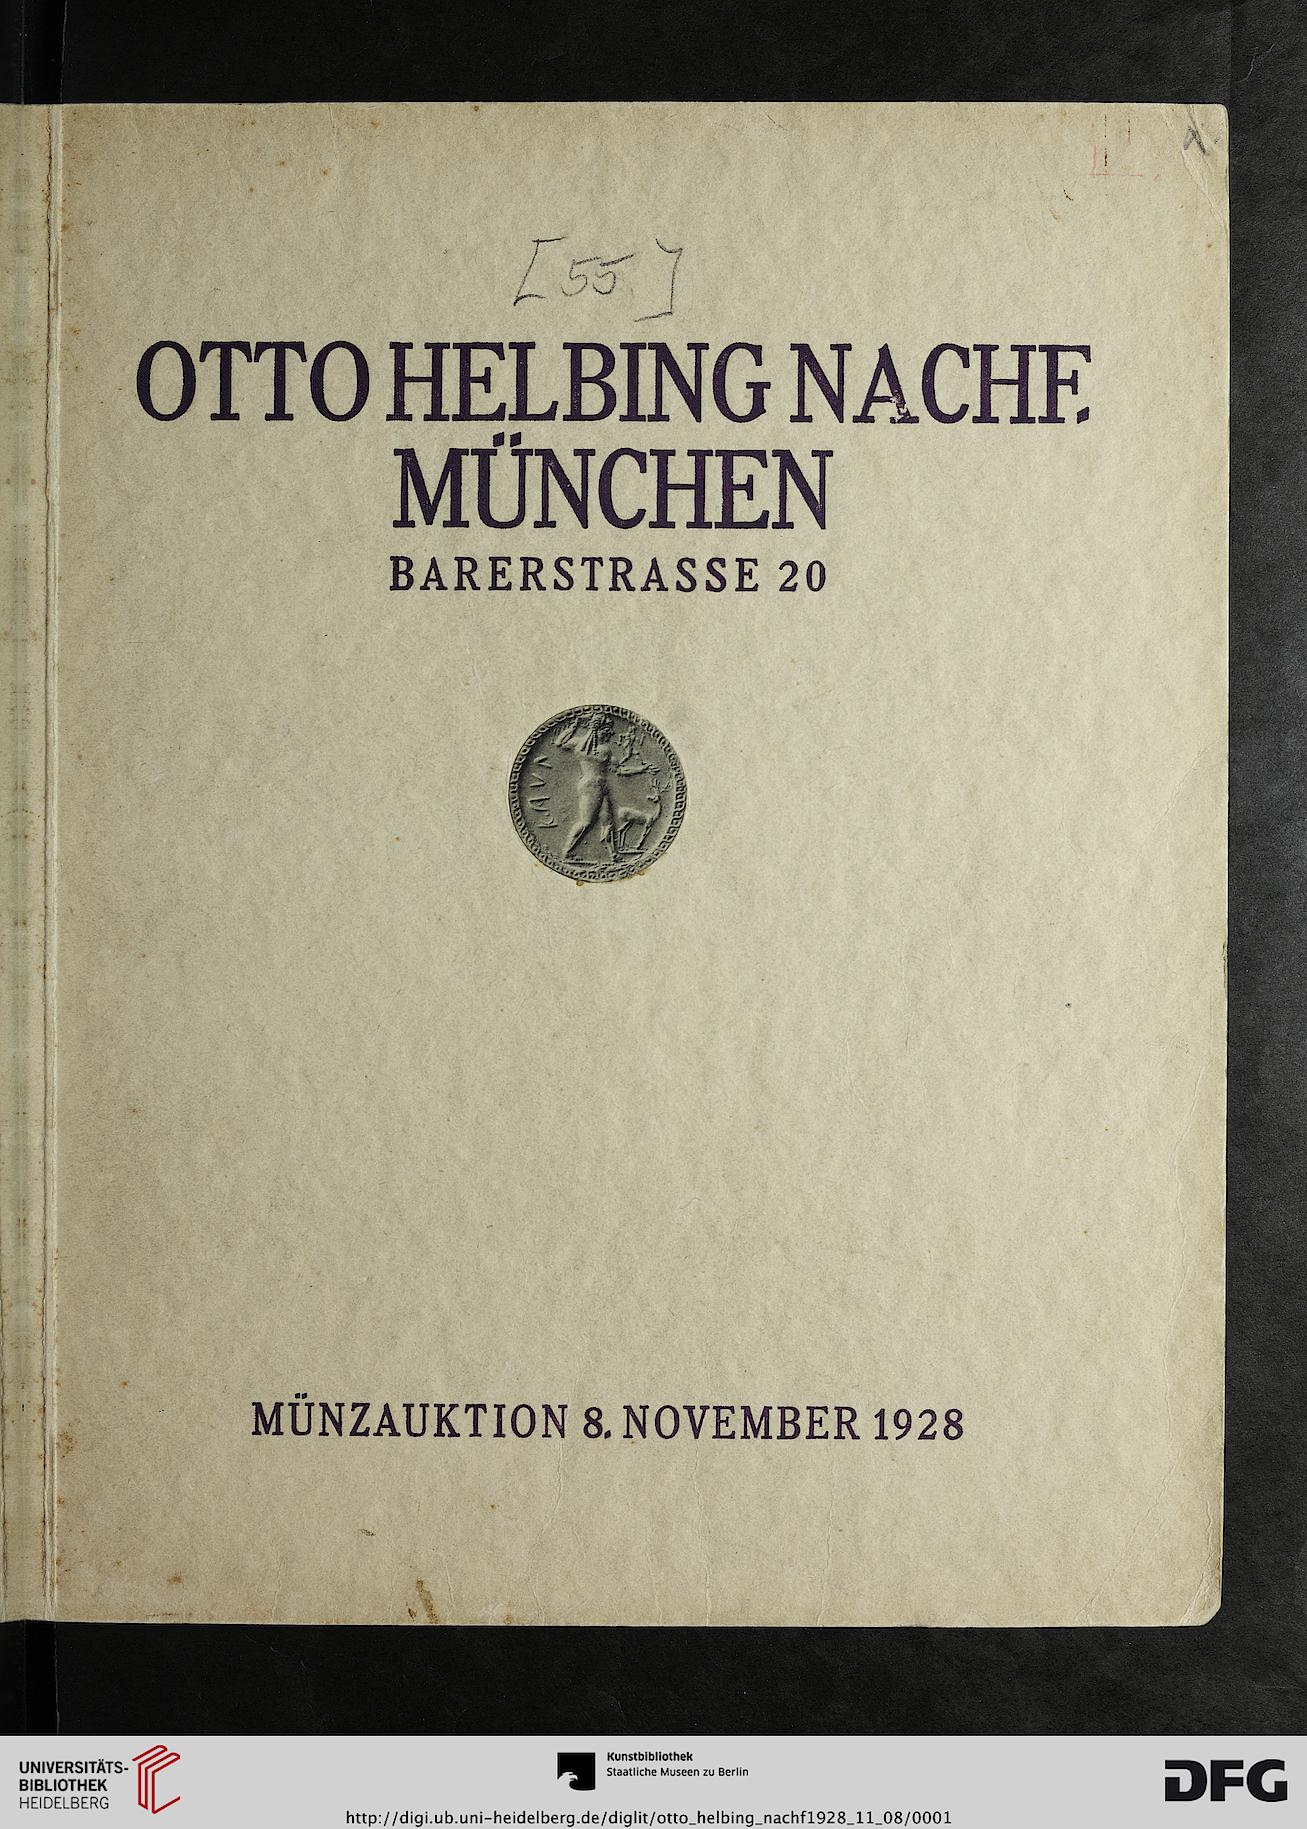 [55.]
OTTO HELBING NACHF.
MÜNCHEN
BARERSTRASSE 20
ΚΑVΛ
MÜNZAUKTION 8. NOVEMBER 1928
UNIVERSITÄTS-
BIBLIOTHEK
HEIDELBERG
Kunstbibliothek
Staatliche Museen zu Berlin
DFG
http://digi.ub.uni-heidelberg.de/diglit/otto_helbing_nachf1928_11_08/0001